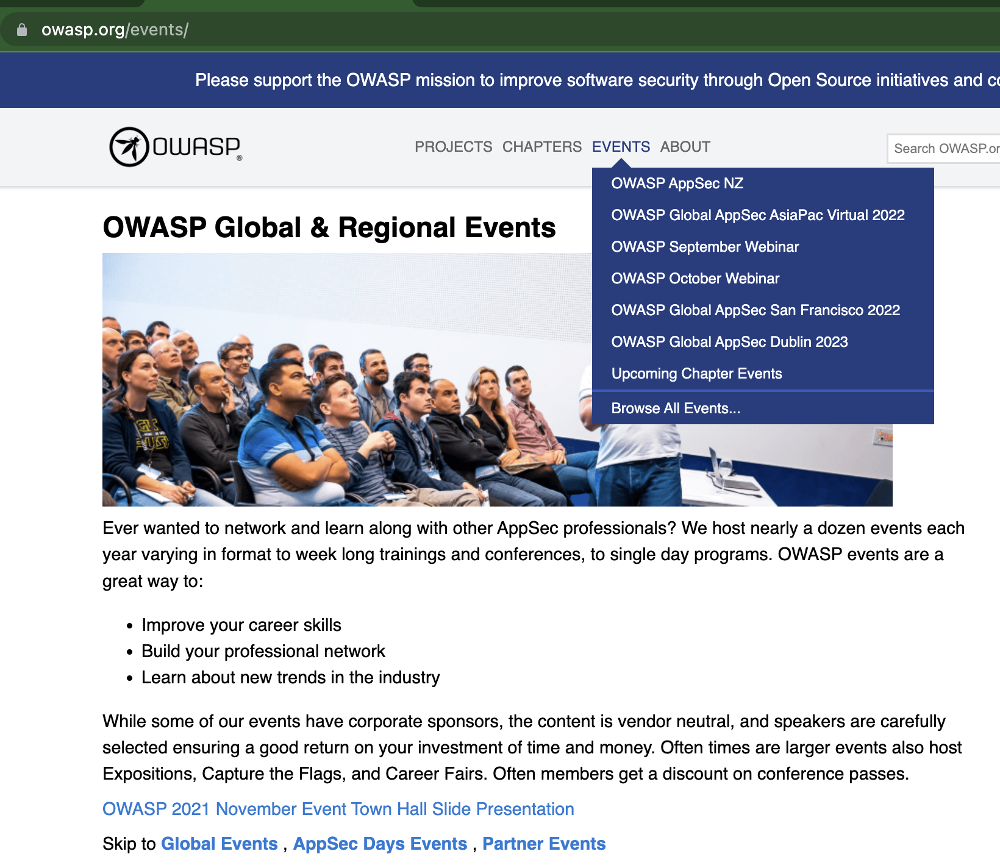 owasp.org/events/
Please support the OWASP mission to improve software security through Open Source initiatives and
OWASP®
PROJECTS CHAPTERS EVENTS ABOUT
Search OWASP.or
OWASP AppSec NZ
OWASP Global AppSec AsiaPac Virtual 2022
OWASP September Webinar
OWASP October Webinar
OWASP Global AppSec San Francisco 2022
OWASP Global AppSec Dublin 2023
Upcoming Chapter Events
Browse All Events...
OWASP Global & Regional Events
Ever wanted to network and learn along with other AppSec professionals? We host nearly a dozen events each
year varying in format to week long trainings and conferences, to single day programs. OWASP events are a
great way to:
• Improve your career skills
• Build your professional network
• Learn about new trends in the industry
While some of our events have corporate sponsors, the content is vendor neutral, and speakers are carefully
selected ensuring a good return on your investment of time and money. Often times are larger events also host
Expositions, Capture the Flags, and Career Fairs. Often members get a discount on conference passes.
OWASP 2021 November Event Town Hall Slide Presentation
Skip to Global Events , AppSec Days Events , Partner Events